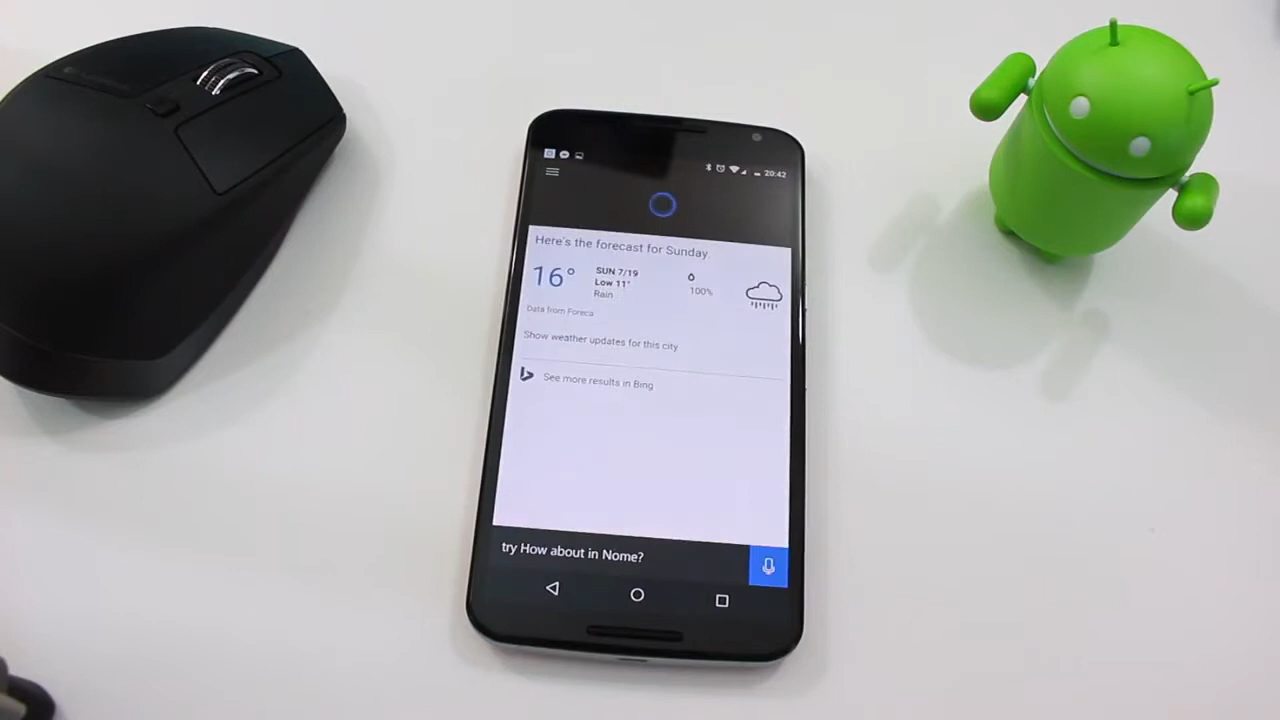 20:42
Here's the forecast for Sunday.
16°
SUN 7/19
Low 11°
Rain
100%
Data from Foreca
Show weather updates for this city
See more results in Bing
try How about in Nome?